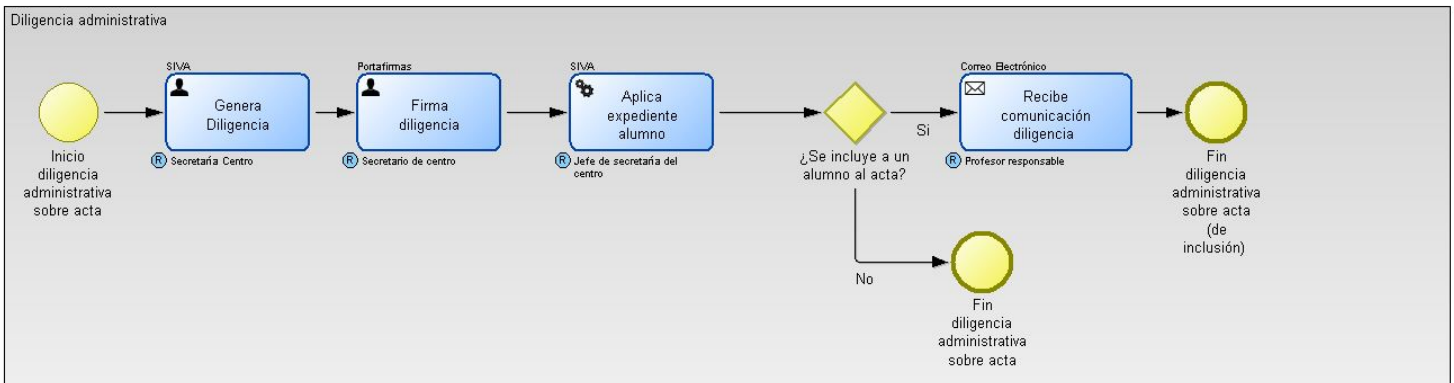 Diligencia administrativa
SIVA
Genera
Diligencia
R Secretaría Centro
Portafirmas
Firma
diligencia
R Secretario de centro
SIVA
Aplica
expediente
alumno
R Jefe de secretaría del
centro
Correo Electrónico
Recibe
comunicación
diligencia
R Profesor responsable
Inicio
diligencia
administrativa
sobre acta
¿Se incluye a un
alumno al acta?
Si
No
Fin
diligencia
administrativa
sobre acta
(de
inclusión)
Fin
diligencia
administrativa
sobre acta